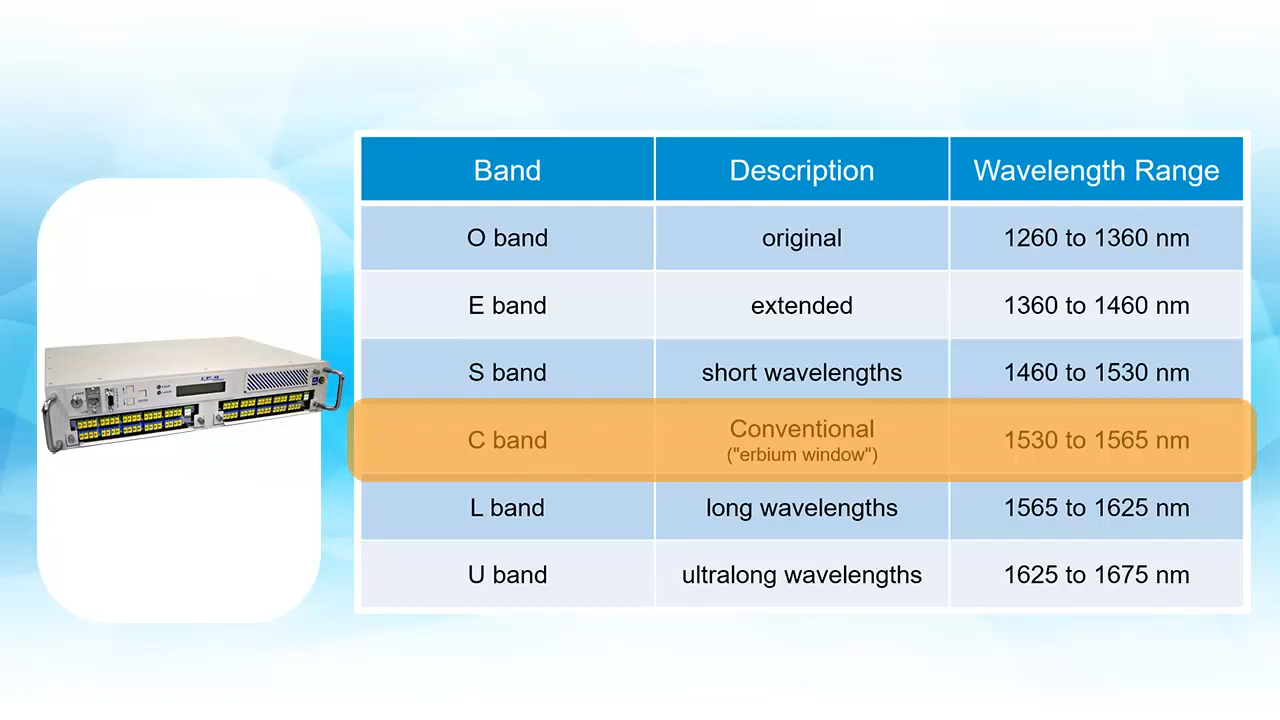 Band Description Wavelength Range
O band original 1260 to 1360 nm
E band extended 1360 to 1460 nm
S band short wavelengths 1460 to 1530 nm
C band Conventional 1530 to 1565 nm
("erbium window")
L band long wavelengths 1565 to 1625 nm
U band ultralong wavelengths 1625 to 1675 nm